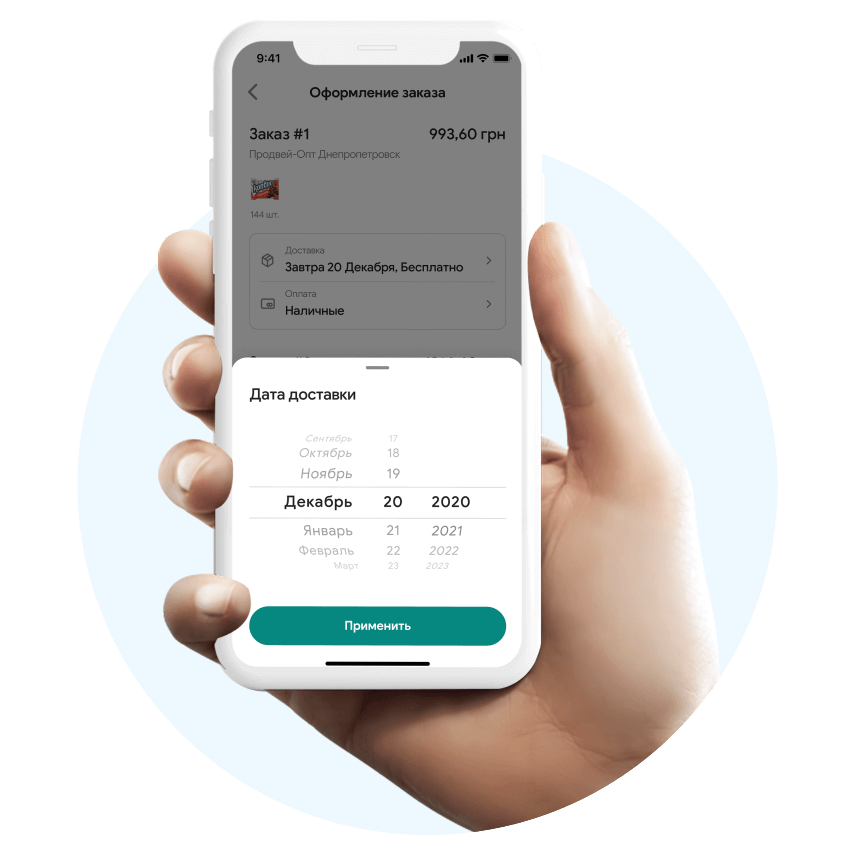 9:41
Оформление заказа
Заказ #1 993,60 грн
Продвей-Опт Днепропетровск
144 шт.
Доставка
Завтра 20 Декабря, Бесплатно
Оплата
Наличные
Дата доставки
Сентябрь 17
Октябрь 18
Ноябрь 19
Декабрь 20 2020
Январь 21 2021
Февраль 22 2022
Март 23 2023
Применить